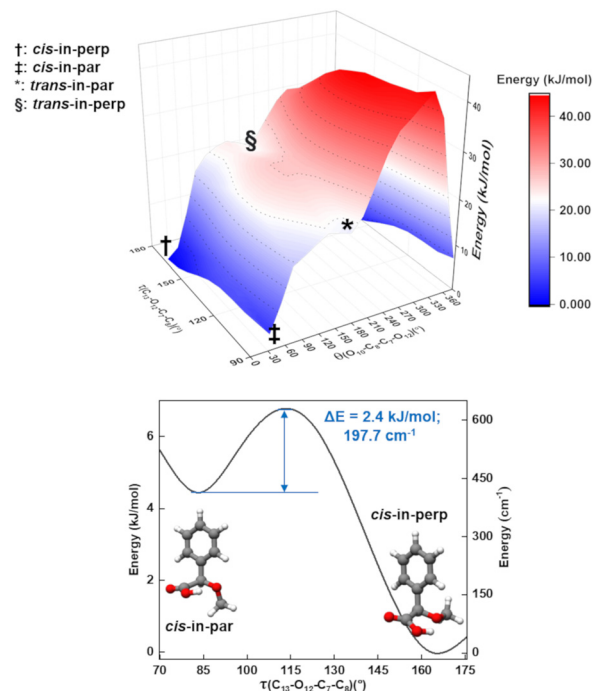 †: cis-in-perp
‡: cis-in-par
*: trans-in-par
§: trans-in-perp
Energy (kJ/mol)
40.00
30.00
20.00
10.00
0.000
§
*
†
‡
40
30
20
10
0
Energy (kJ/mol)
180
150
120
90
τ(C13-O12-C7-C8)(°)
0 30 60 90 120 150 180 210 240 270 300 330 360
θ(O10-C8-C7-O12)(°)
ΔE = 2.4 kJ/mol;
197.7 cm-1
6
4
2
0
Energy (kJ/mol)
600
450
300
150
0
Energy (cm-1)
cis-in-perp
cis-in-par
70 85 100 115 130 145 160 175
τ(C13-O12-C7-C8)(°)